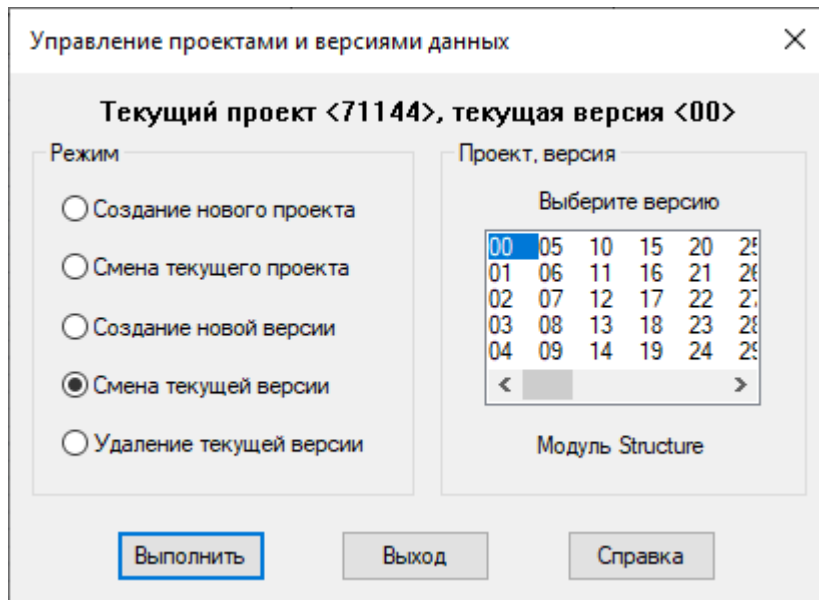 Управление проектами и версиями данных
Текущий проект <71144>, текущая версия <00>
Режим
Создание нового проекта
Смена текущего проекта
Создание новой версии
Смена текущей версии
Удаление текущей версии
Проект, версия
Выберите версию
00 05 10 15 20
01 06 11 16 21
02 07 12 17 22
03 08 13 18 23
04 09 14 19 24
Модуль Structure
Выполнить Выход Справка